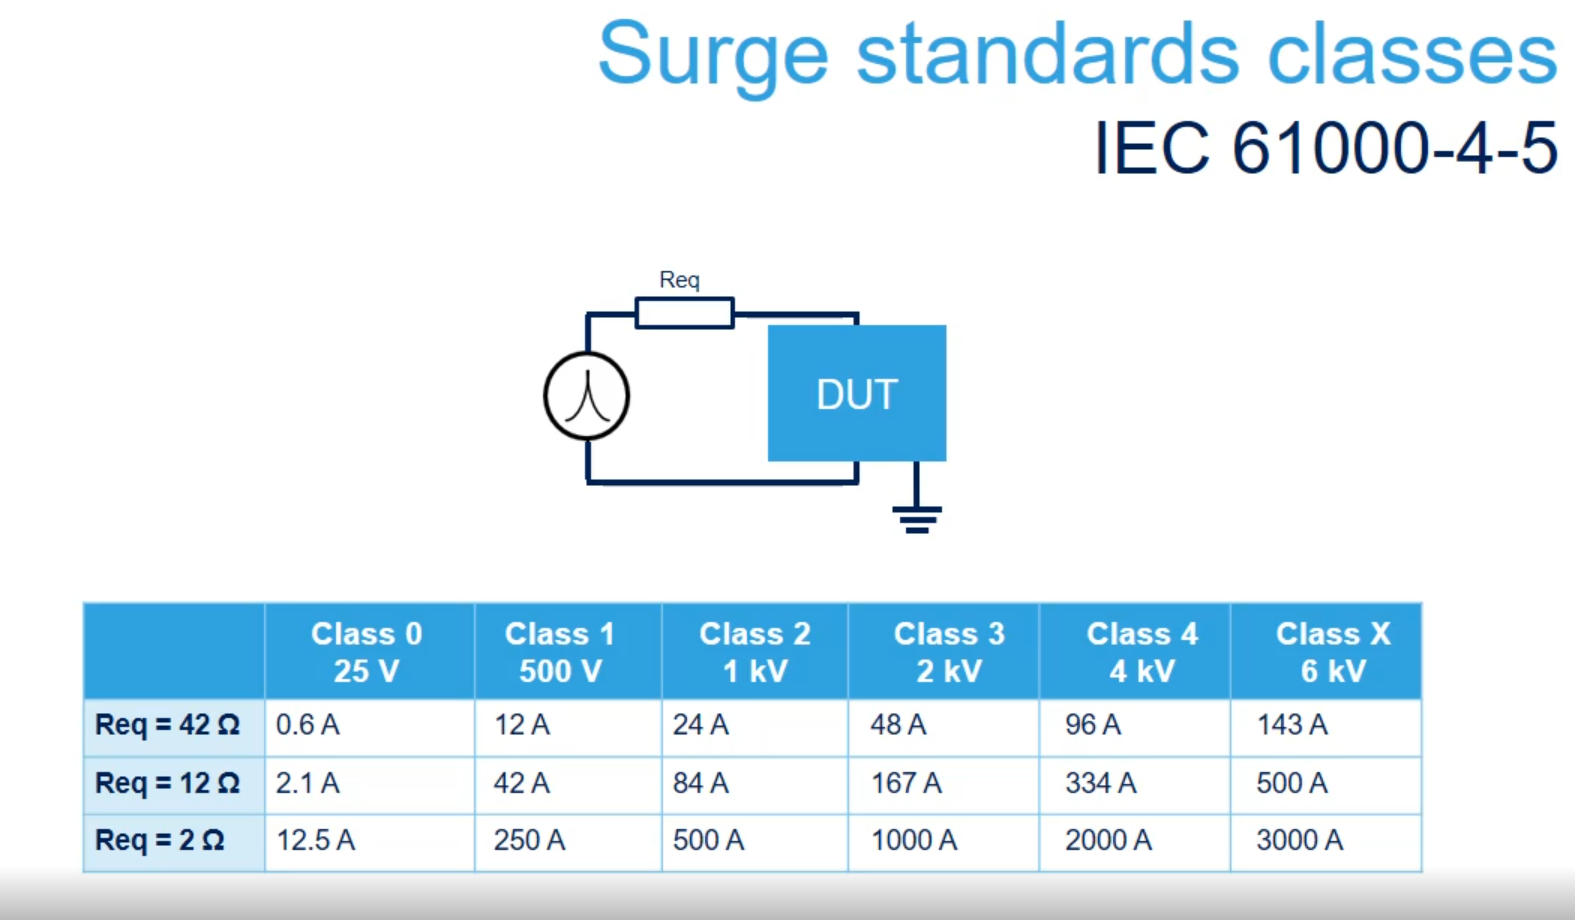 Surge standards classes
IEC 61000-4-5
Req
DUT
Class 0 Class 1 Class 2 Class 3 Class 4 Class X
25 V 500 V 1 kV 2 kV 4 kV 6 kV
Req = 42 Ω 0.6 A 12 A 24 A 48 A 96 A 143 A
Req = 12 Ω 2.1 A 42 A 84 A 167 A 334 A 500 A
Req = 2 Ω 12.5 A 250 A 500 A 1000 A 2000 A 3000 A